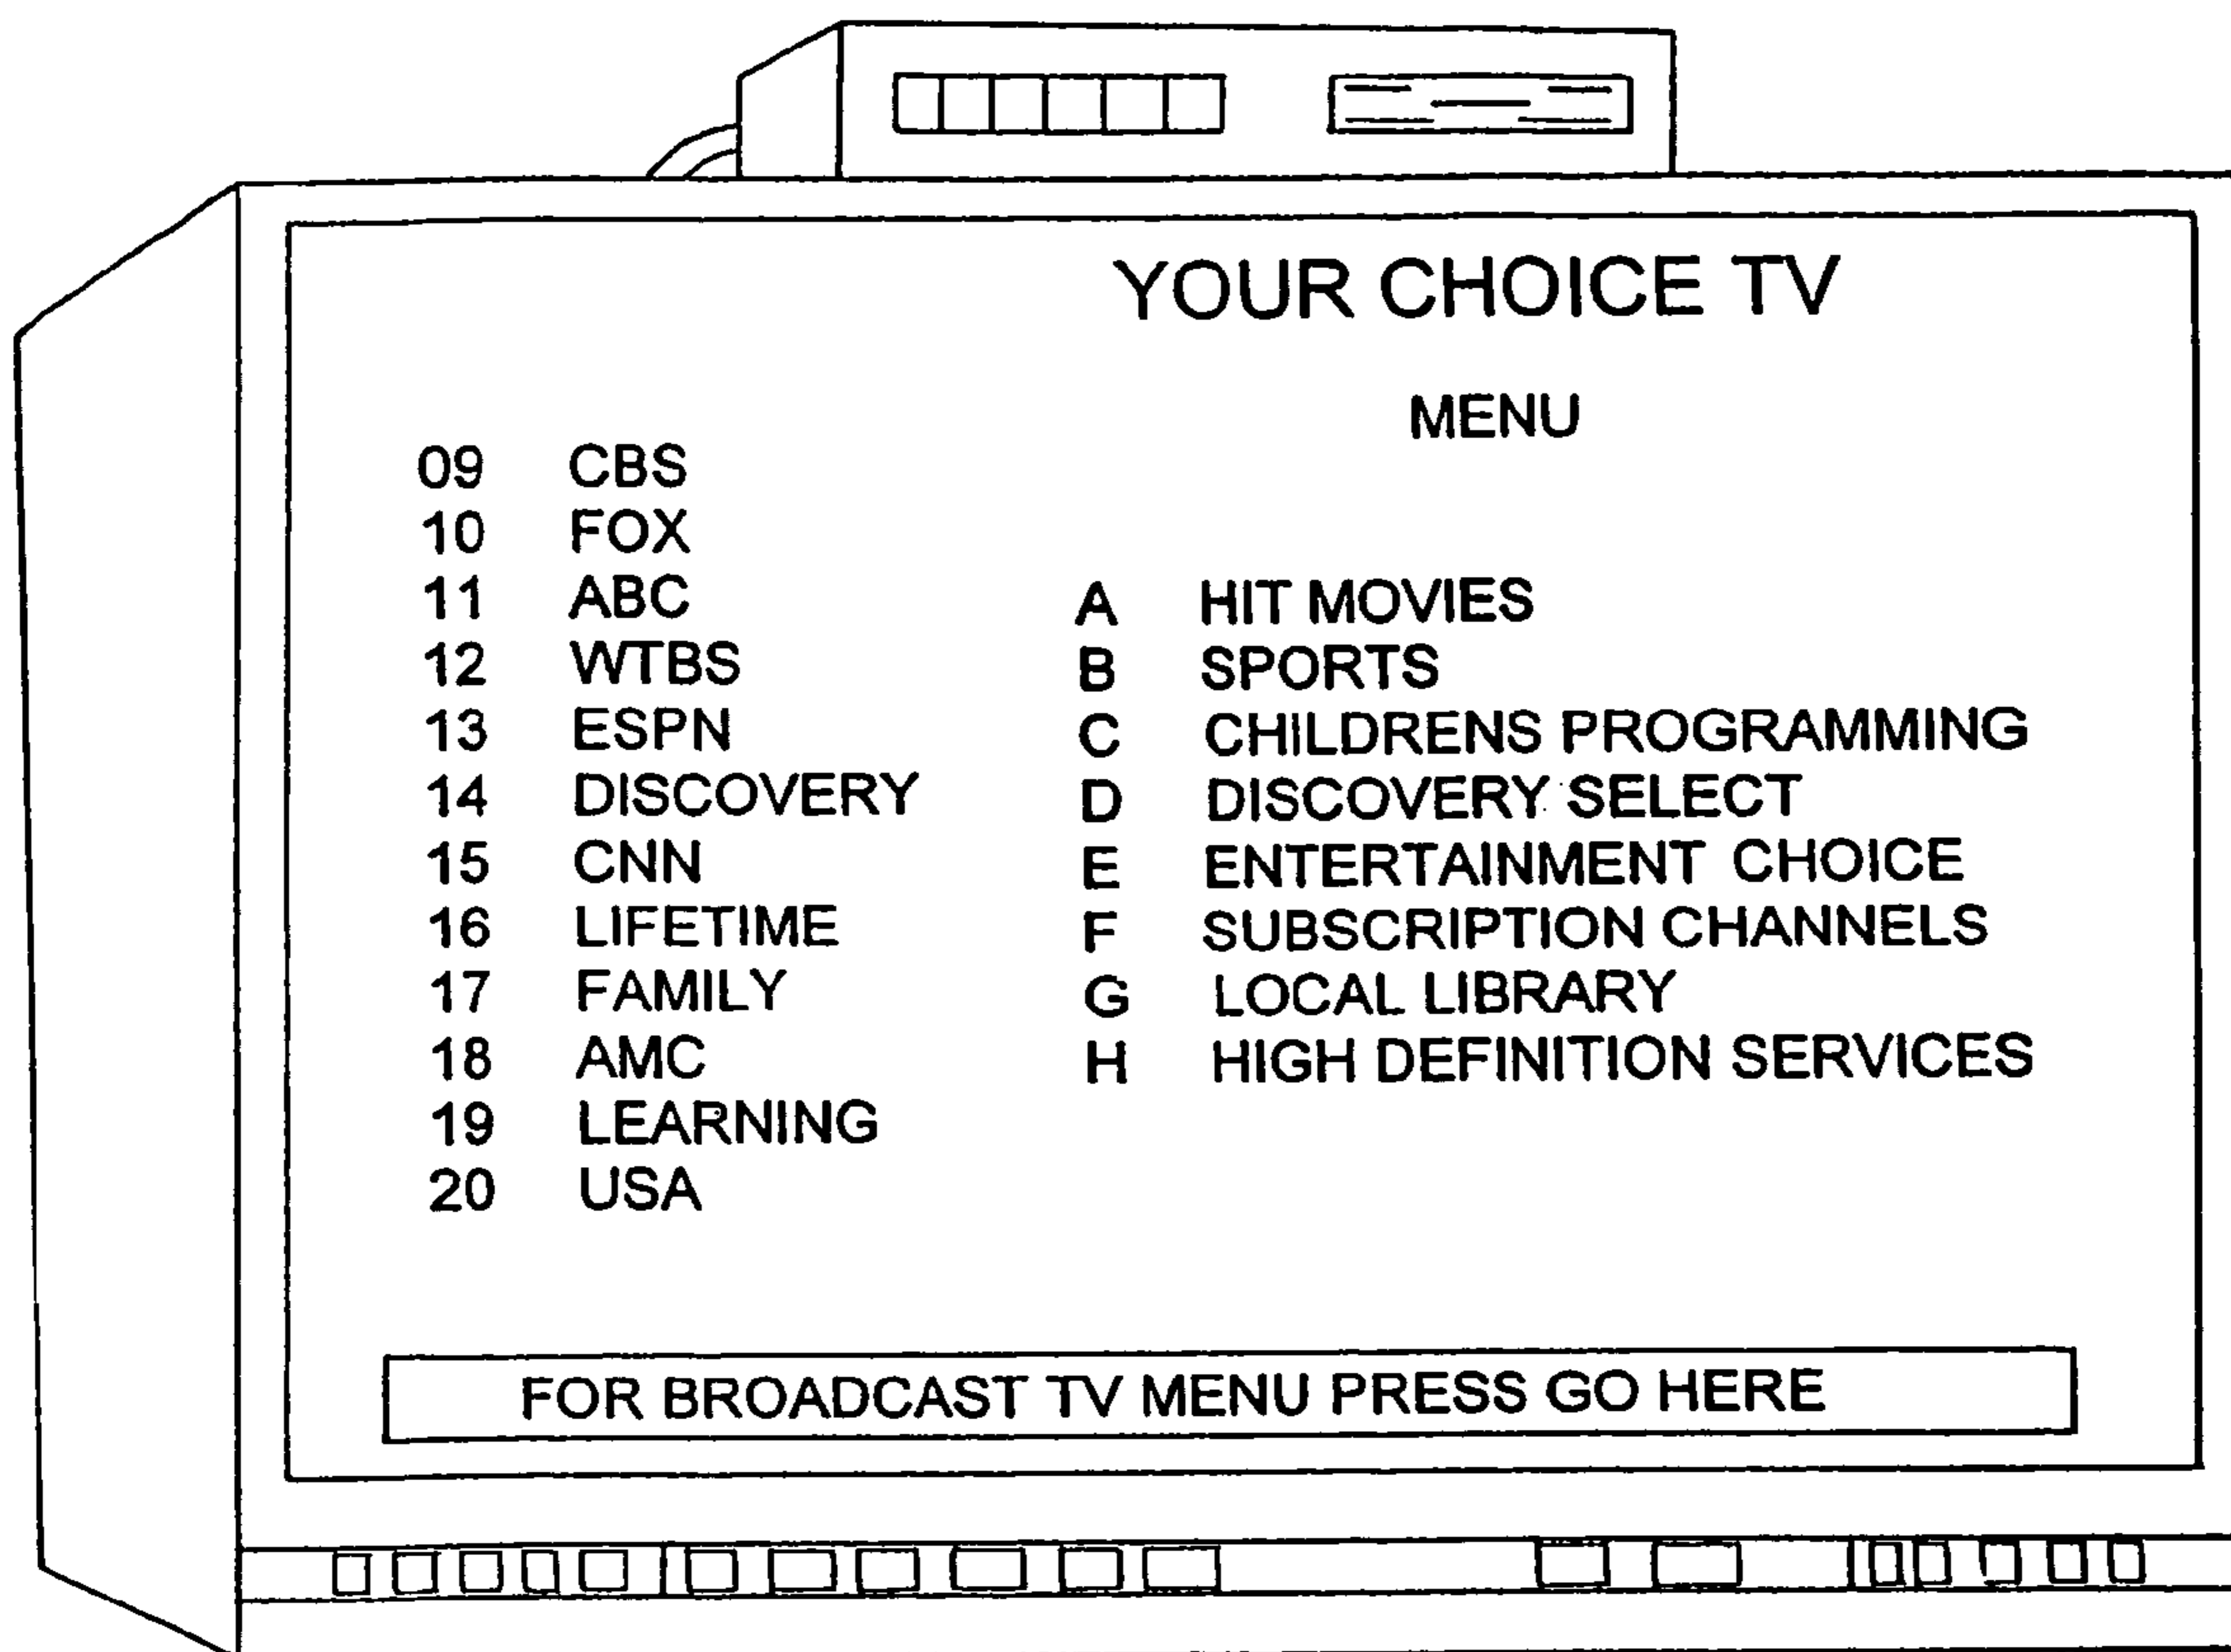 YOUR CHOICE TV
MENU
09 CBS
10 FOX
11 ABC
12 WTBS
13 ESPN
14 DISCOVERY
15 CNN
16 LIFETIME
17 FAMILY
18 AMC
19 LEARNING
20 USA
A HIT MOVIES
B SPORTS
C CHILDRENS PROGRAMMING
D DISCOVERY SELECT
E ENTERTAINMENT CHOICE
F SUBSCRIPTION CHANNELS
G LOCAL LIBRARY
H HIGH DEFINITION SERVICES
FOR BROADCAST TV MENU PRESS GO HERE